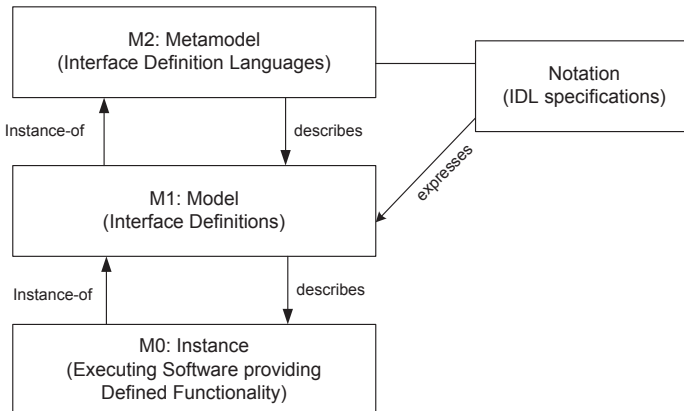 M2: Metamodel
(Interface Definition Languages)
Notation
(IDL specifications)
Instance-of
describes
expresses
M1: Model
(Interface Definitions)
Instance-of
describes
M0: Instance
(Executing Software providing
Defined Functionality)